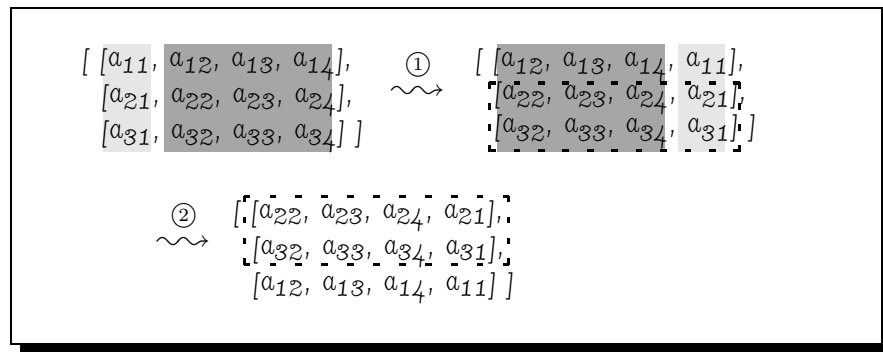 [ [a11, a12, a13, a14], ① [ [a12, a13, a14, a11],
[a21, a22, a23, a24], [a22, a23, a24, a21],
[a31, a32, a33, a34] ] [a32, a33, a34, a31] ]
② [ [a22, a23, a24, a21],
[a32, a33, a34, a31],
[a12, a13, a14, a11] ]